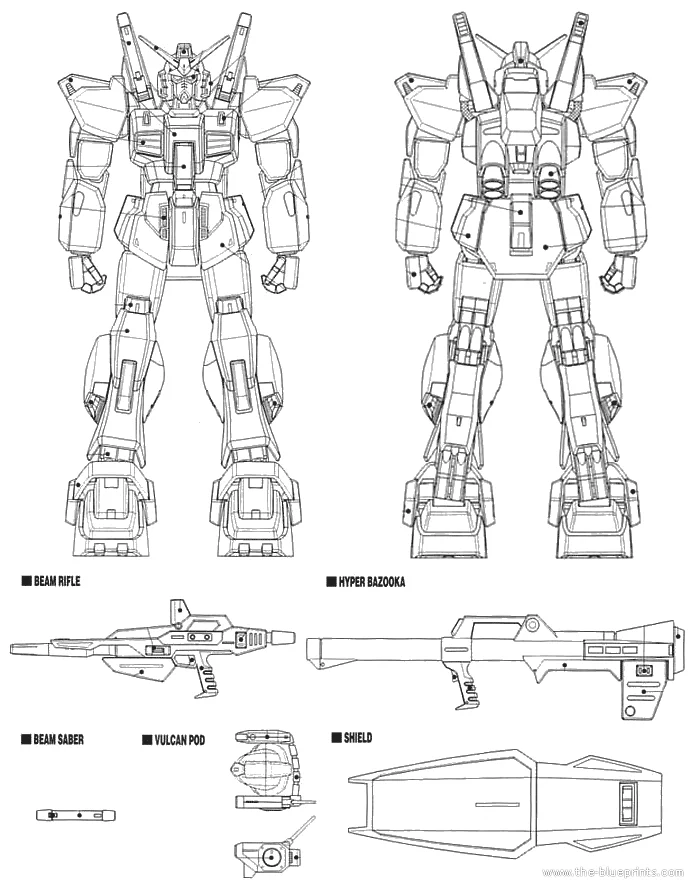 BEAM RIFLE
HYPER BAZOOKA
BEAM SABER
VULCAN POD
SHIELD
www.the-blueprints.com